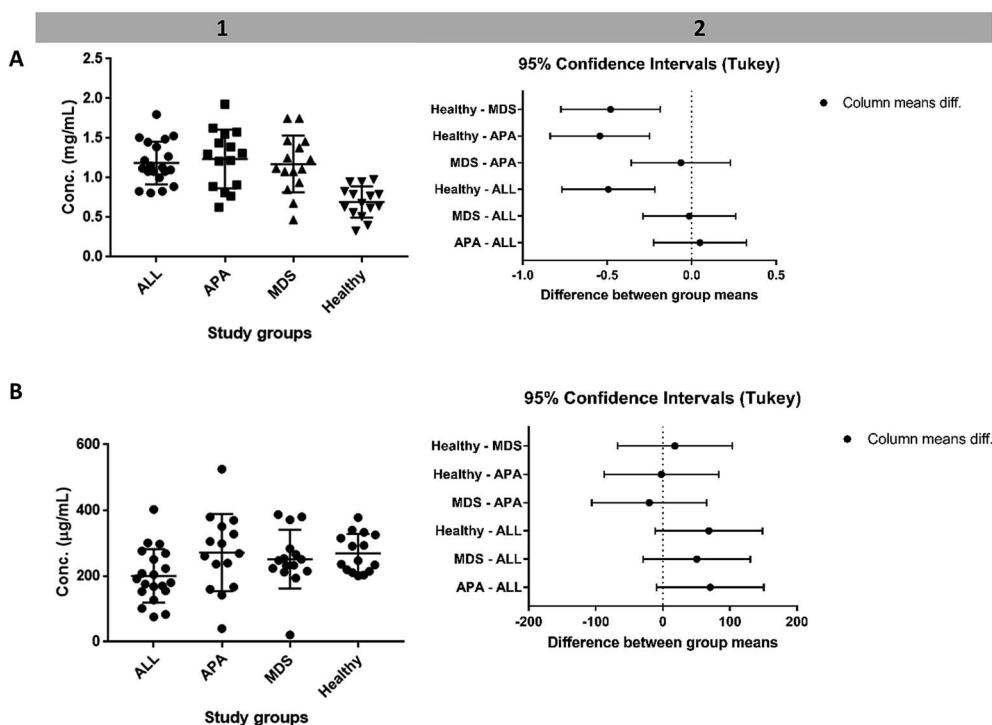 1
2
A
2.5
2.0
1.5
1.0
0.5
0.0
Conc. (mg/mL)
ALL
APA
MDS
Healthy
Study groups
95% Confidence Intervals (Tukey)
Healthy - MDS
Healthy - APA
MDS - APA
Healthy - ALL
MDS - ALL
APA - ALL
-1.0
-0.5
0.0
0.5
Difference between group means
Column means diff.
B
600
400
200
0
Conc. (µg/mL)
ALL
APA
MDS
Healthy
Study groups
95% Confidence Intervals (Tukey)
Healthy - MDS
Healthy - APA
MDS - APA
Healthy - ALL
MDS - ALL
APA - ALL
-200
-100
0
100
200
Difference between group means
Column means diff.